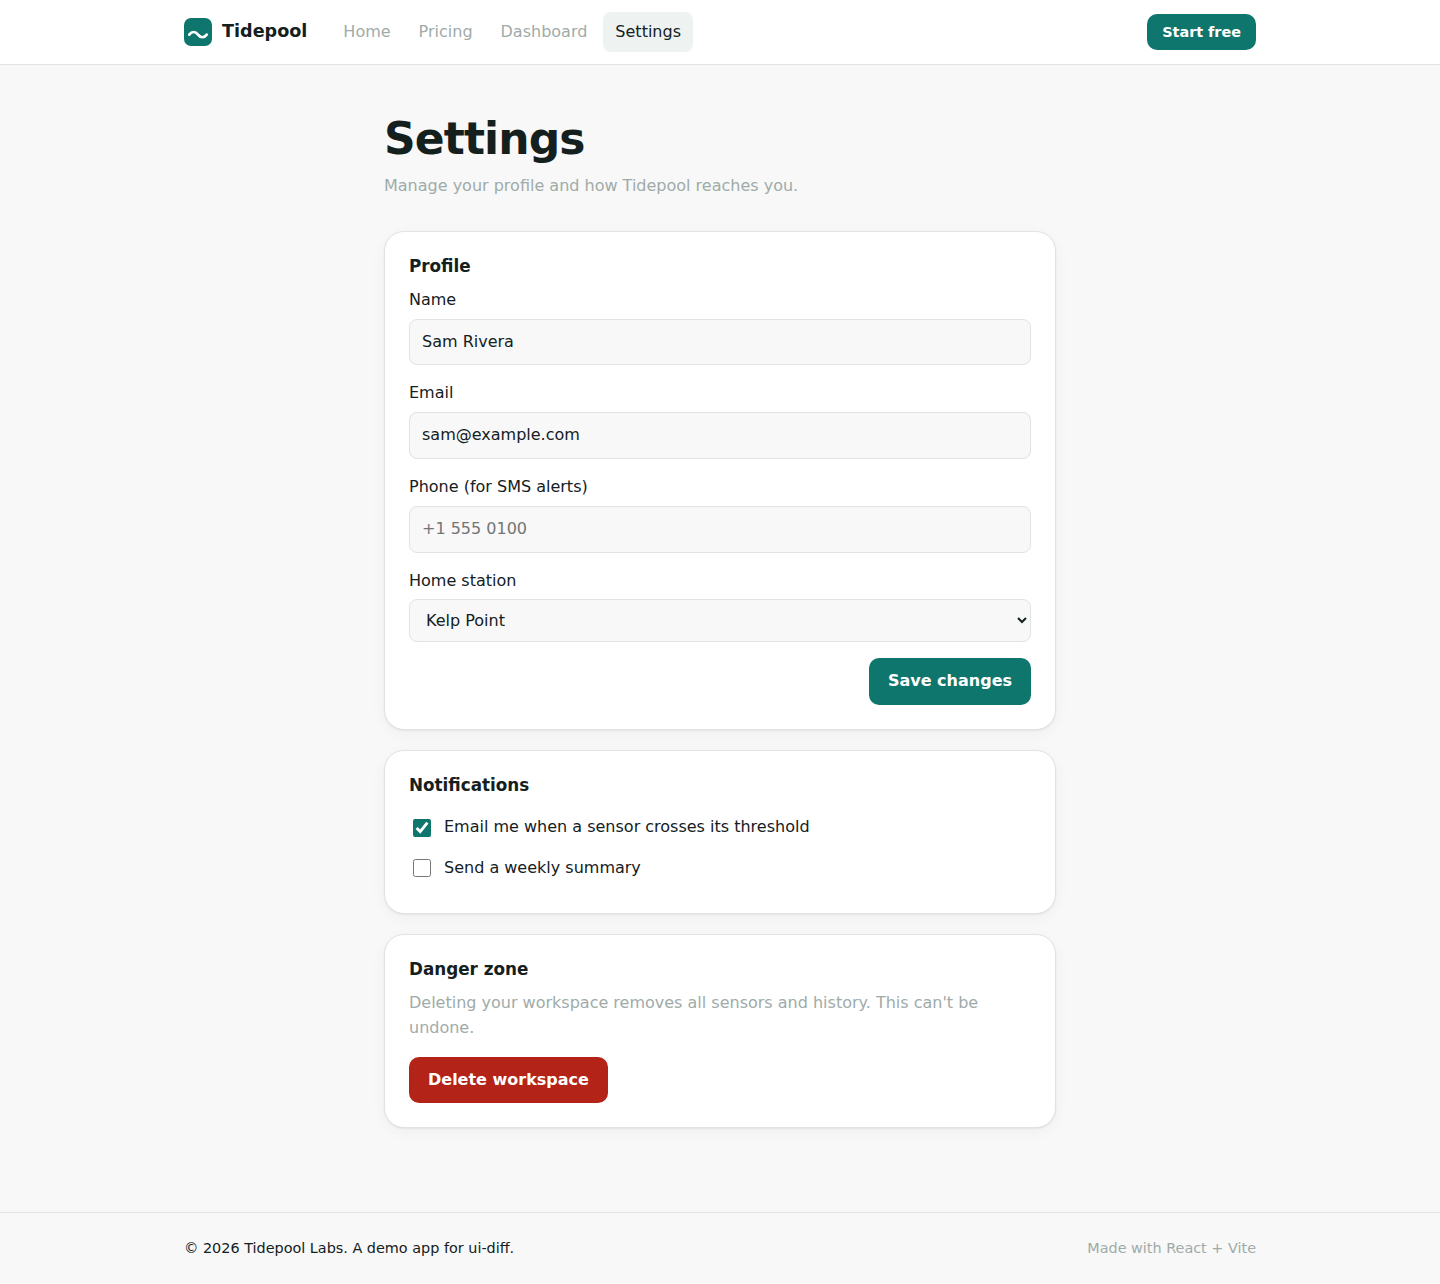 Tidepool Home Pricing Dashboard Settings Start free
Settings
Manage your profile and how Tidepool reaches you.
Profile
Name
Sam Rivera
Email
sam@example.com
Phone (for SMS alerts)
+1 555 0100
Home station
Kelp Point
Save changes
Notifications
Email me when a sensor crosses its threshold
Send a weekly summary
Danger zone
Deleting your workspace removes all sensors and history. This can't be
undone.
Delete workspace
© 2026 Tidepool Labs. A demo app for ui-diff. Made with React + Vite